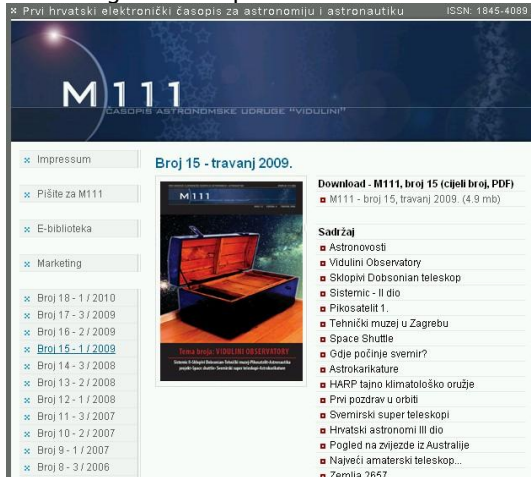 Prvi hrvatski elektronički časopis za astronomiju i astronautiku
ISSN: 1845-4089
M111
ČASOPIS ASTRONOMSKE UDRUGE "VIDULINI"
Impressum
Pišite za M111
E-biblioteka
Marketing
Broj 18 - 1 / 2010
Broj 17 - 3 / 2009
Broj 16 - 2 / 2009
Broj 15 - 1 / 2009
Broj 14 - 3 / 2008
Broj 13 - 2 / 2008
Broj 12 - 1 / 2008
Broj 11 - 3 / 2007
Broj 10 - 2 / 2007
Broj 9 - 1 / 2007
Broj 8 - 3 / 2006
Broj 15 - travanj 2009.
M111
Tema broja: VIDULINI OBSERVATORY
Download - M111, broj 15 (cijeli broj, PDF)
M111 - broj 15, travanj 2009. (4.9 mb)
Sadržaj
Astronovosti
Vidulini Observatory
Sklopivi Dobsonian teleskop
Sistemic - II dio
Pikosatelit 1.
Tehnički muzej u Zagrebu
Space Shuttle
Gdje počinje svemir?
Astrokarikature
HARP tajno klimatološko oružje
Prvi pozdrav u orbiti
Svemirski super teleskopi
Hrvatski astronomi III dio
Pogled na zvijezde iz Australije
Najveći amaterski teleskop...
Zemlja 2657